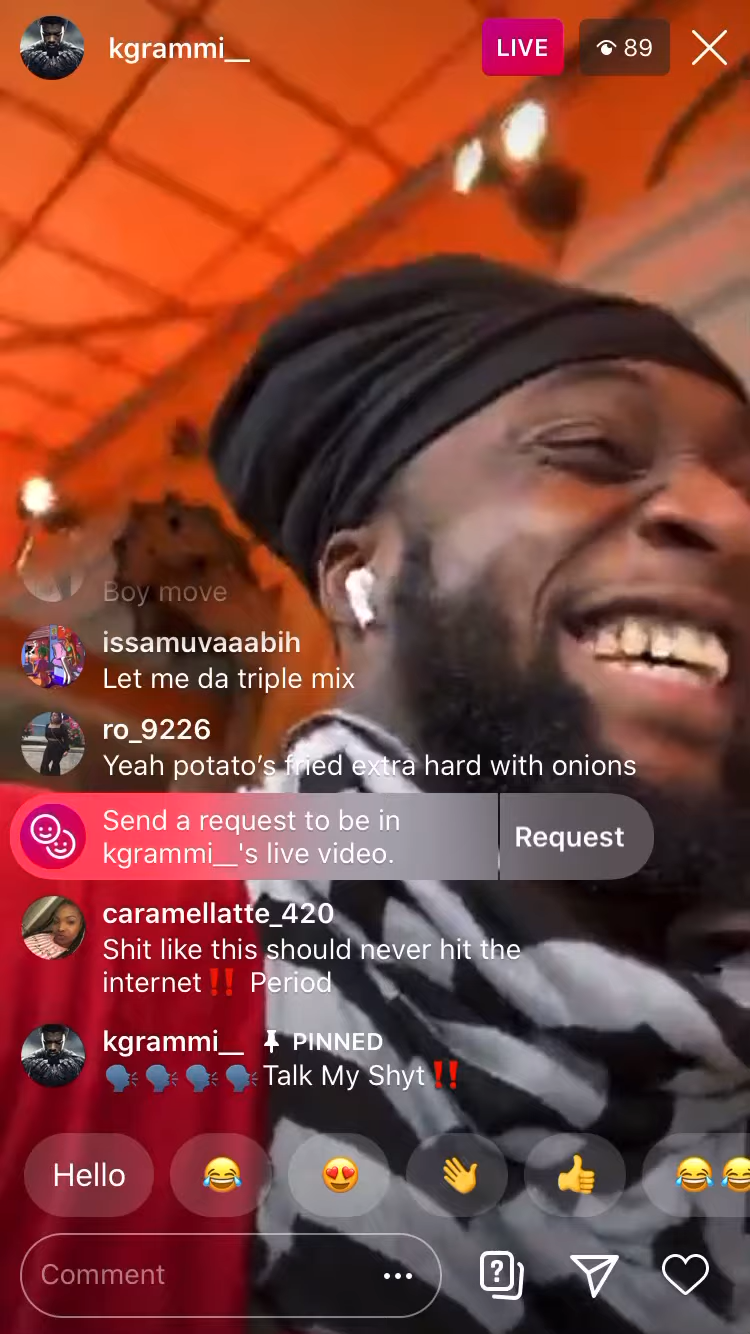 kgrammi__
LIVE
89
Boy move
issamuvaaabih
Let me da triple mix
ro_9226
Yeah potato’s fried extra hard with onions
Send a request to be in
kgrammi__'s live video.
Request
caramellatte_420
Shit like this should never hit the
internet‼️ Period
kgrammi__ PINNED
🗣🗣🗣🗣Talk My Shyt‼️
Hello
Comment